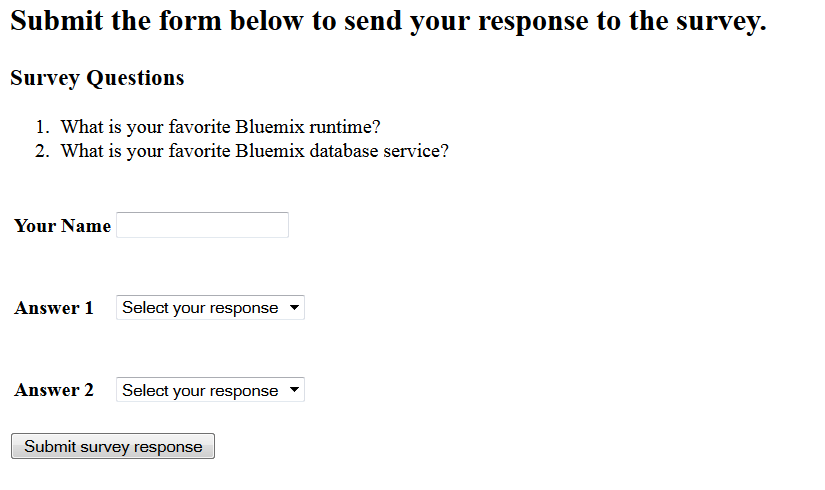 Submit the form below to send your response to the survey.
Survey Questions
1. What is your favorite Bluemix runtime?
2. What is your favorite Bluemix database service?
Your Name
Answer 1 Select your response
Answer 2 Select your response
Submit survey response